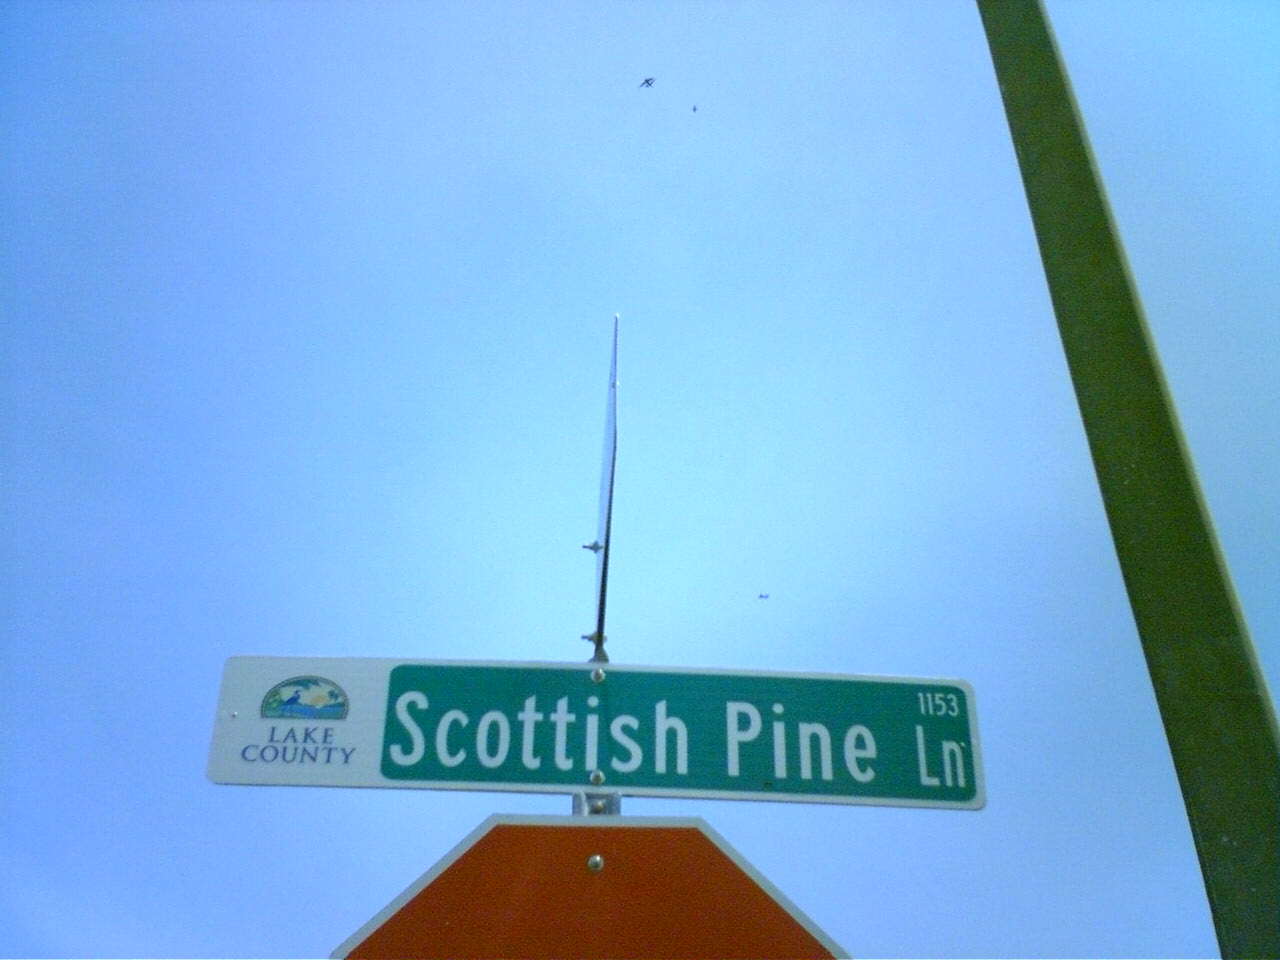 LAKE
COUNTY
Scottish Pine Ln
1153